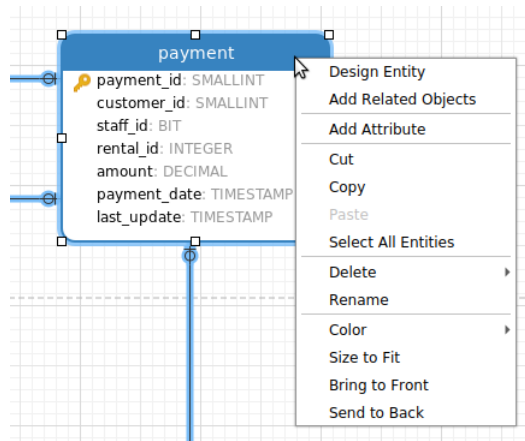 payment
payment_id: SMALLINT
customer_id: SMALLINT
staff_id: BIT
rental_id: INTEGER
amount: DECIMAL
payment_date: TIMESTAMP
last_update: TIMESTAMP
Design Entity
Add Related Objects
Add Attribute
Cut
Copy
Paste
Select All Entities
Delete
Rename
Color
Size to Fit
Bring to Front
Send to Back